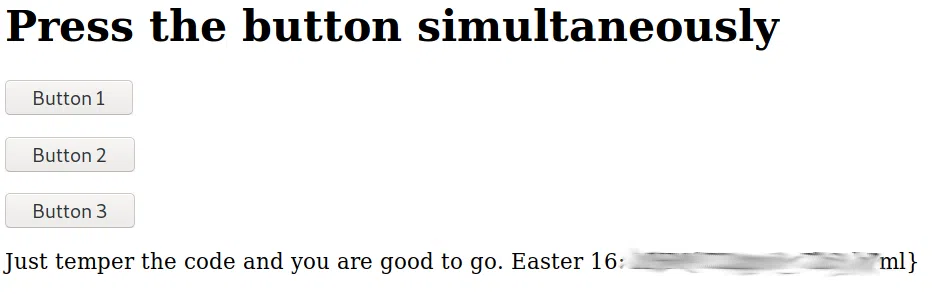 Press the button simultaneously
Button 1
Button 2
Button 3
Just temper the code and you are good to go. Easter 16: ml}